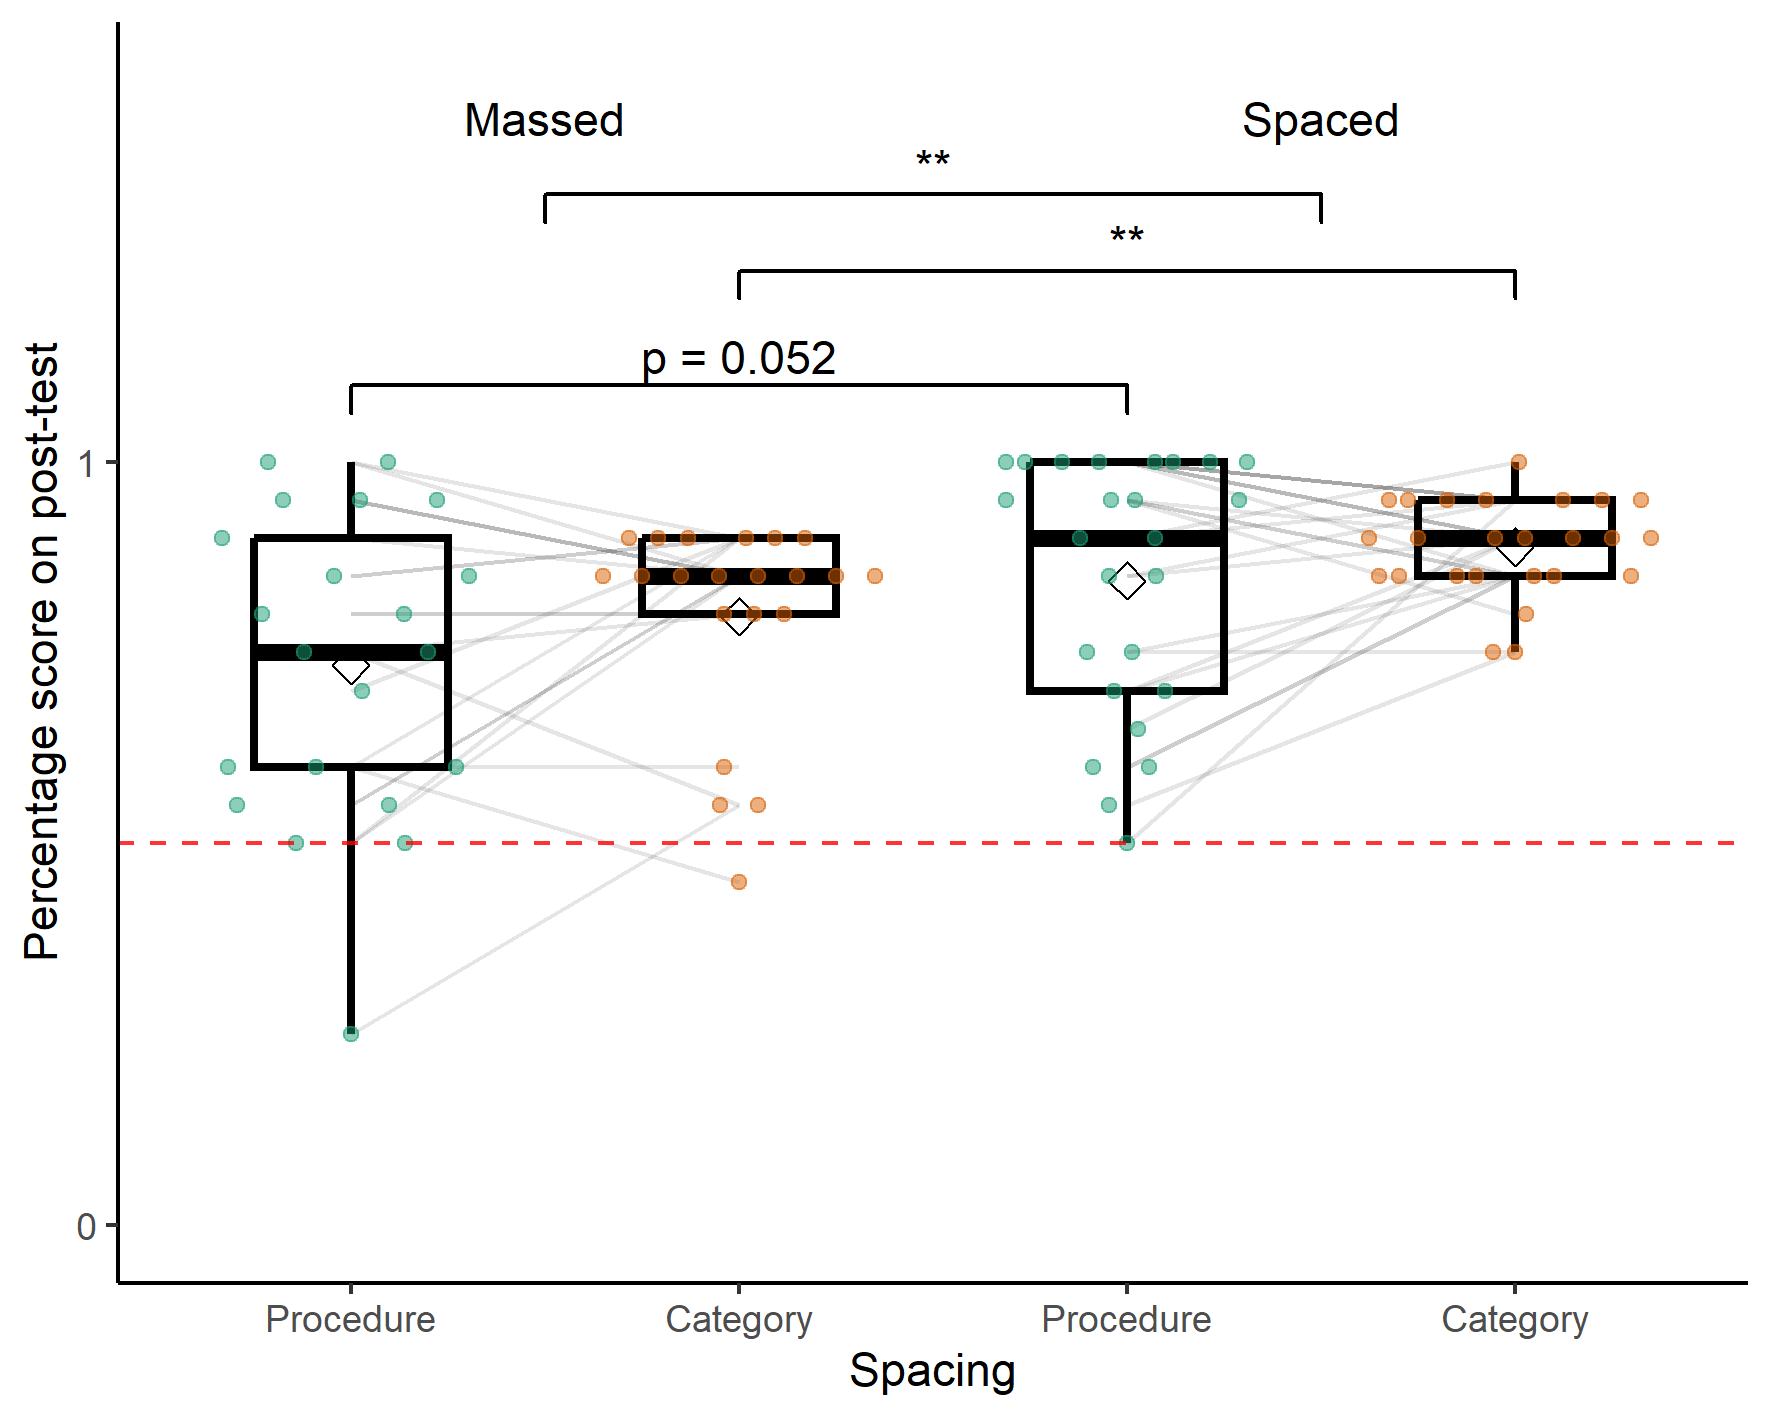 Massed
Spaced
**
**
p = 0.052
Percentage score on post-test
1
0
Procedure
Category
Procedure
Category
Spacing